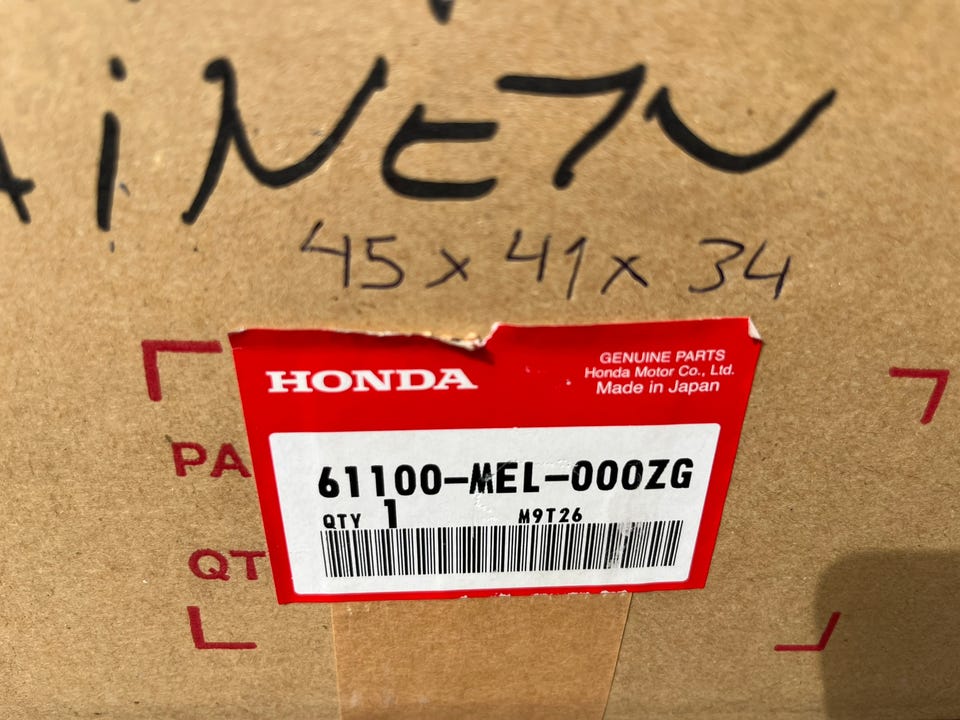 45 x 41 x 34
HONDA
GENUINE PARTS
Honda Motor Co., Ltd.
Made in Japan
PA
61100-MEL-000ZG
QTY 1 M9T26
QT